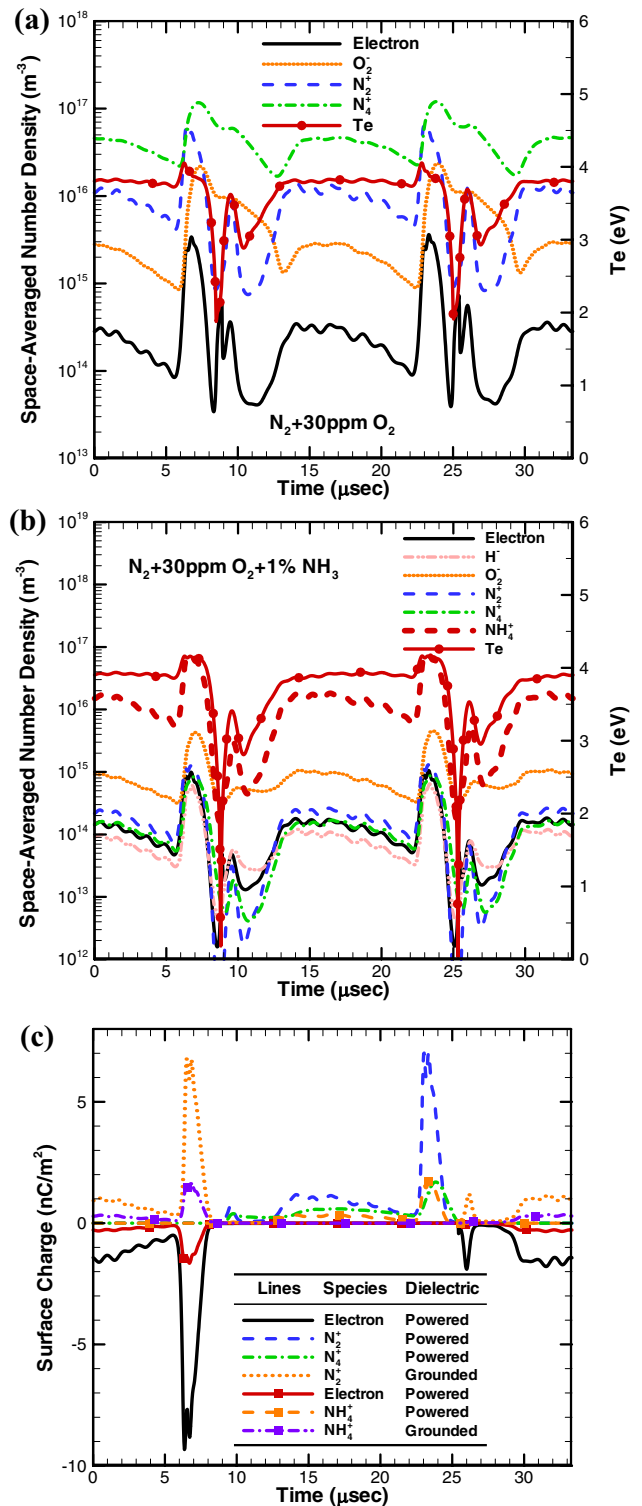 (a)
10^18
10^17
10^16
10^15
10^14
10^13
Space-Averaged Number Density (m^-3)
Electron
O2^-
N2^+
N4^+
Te
6
5
4
3
2
1
0
Te (eV)
N2+30ppm O2
0 5 10 15 20 25 30
Time (μsec)
(b)
10^19
10^18
10^17
10^16
10^15
10^14
10^13
10^12
Space-Averaged Number Density (m^-3)
N2+30ppm O2+1% NH3
Electron
H^-
O2^-
N2^+
N4^+
NH4^+
Te
6
5
4
3
2
1
0
Te (eV)
0 5 10 15 20 25 30
Time (μsec)
(c)
5
0
-5
-10
Surface Charge (nC/m^2)
Lines Species Dielectric
Electron Powered
N2^+ Powered
N4^+ Powered
N2^+ Grounded
Electron Powered
NH4^+ Powered
NH4^+ Grounded
0 5 10 15 20 25 30
Time (μsec)